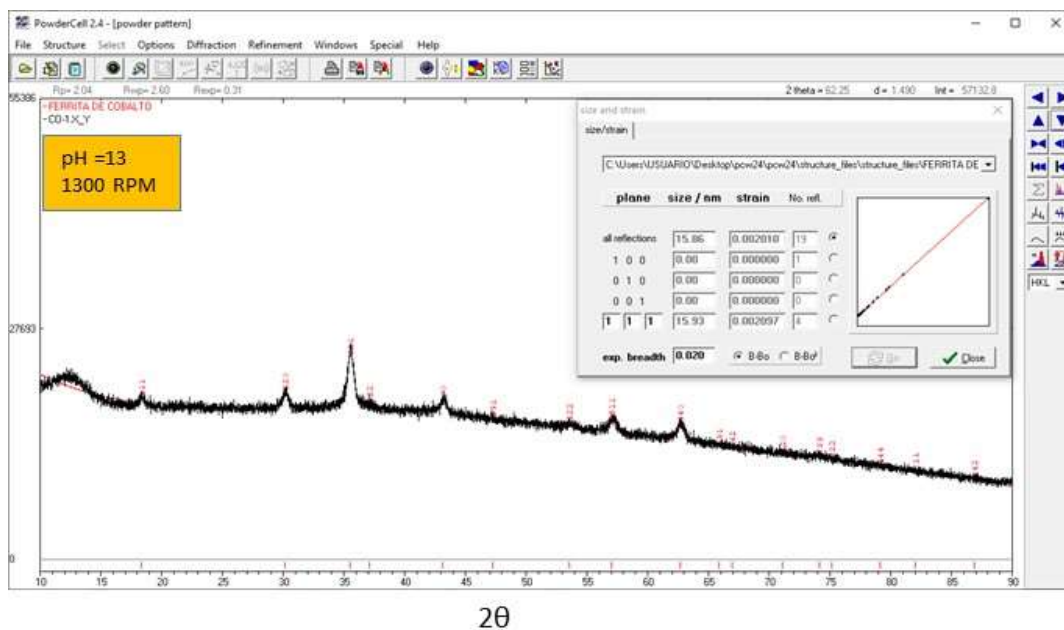 PowderCell 2.4 - [powder pattern]
File Structure Select Options Diffraction Refinement Windows Special Help
Rp=2.04 Rwp=2.60 Rexp=0.31
2 theta = 62.25 d = 1.490 Int = 57132.8
55386
-FERRITA DE COBALTO
-CO-1.X_Y
pH =13
1300 RPM
size and strain
size/strain
C:\Users\USUARIO\Desktop\pcw24\pcw24\structure_files\structure_files\FERRITA DE
plane size / nm strain No. refl.
all reflections 15.86 0.002010 19
1 0 0 0.00 0.000000 1
0 1 0 0.00 0.000000 0
0 0 1 0.00 0.000000 0
1 1 1 15.93 0.002097 4
exp. breadth 0.020 B-Bo B-Bo²
Close
HKL
27693
0
10 15 20 25 30 35 40 45 50 55 60 65 70 75 80 85 90
2θ